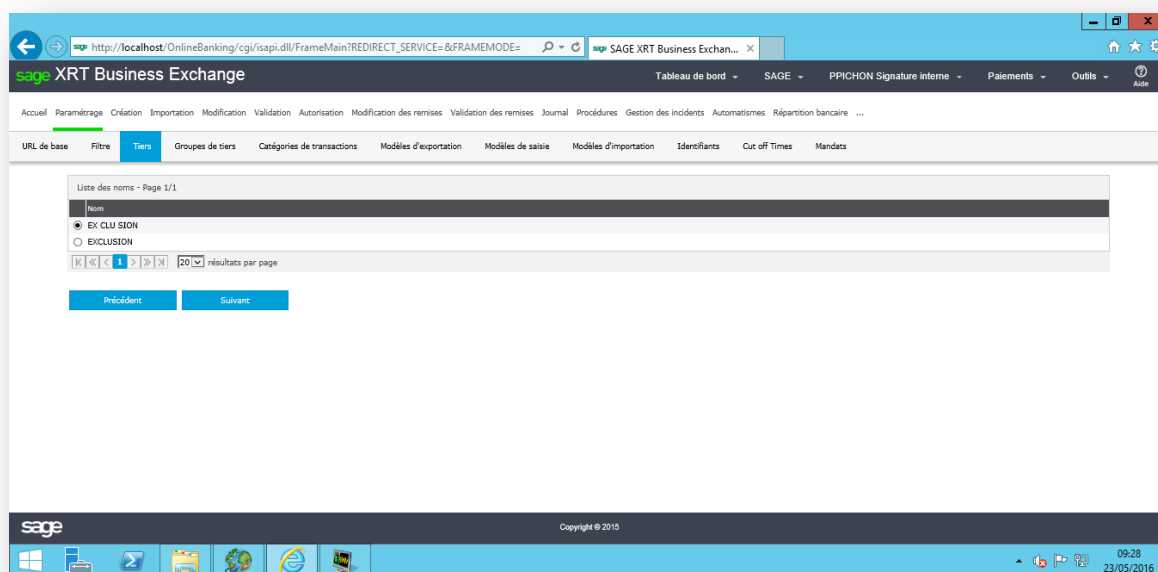 http://localhost/OnlineBanking/cgi/isapi.dll/FrameMain?REDIRECT_SERVICE=&FRAMEMODE= sage SAGE XRT Business Exchan...
sage XRT Business Exchange Tableau de bord SAGE PPICHON Signature interne Paiements Outils Aide
Accueil Paramétrage Création Importation Modification Validation Autorisation Modification des remises Validation des remises Journal Procédures Gestion des incidents Automatismes Répartition bancaire ...
URL de base Filtre Tiers Groupes de tiers Catégories de transactions Modèles d'exportation Modèles de saisie Modèles d'importation Identifiants Cut off Times Mandats
Liste des noms - Page 1/1
Nom
EX CLU SION
EXCLUSION
1 20 résultats par page
Précédent Suivant
sage Copyright © 2015
09:28
23/05/2016